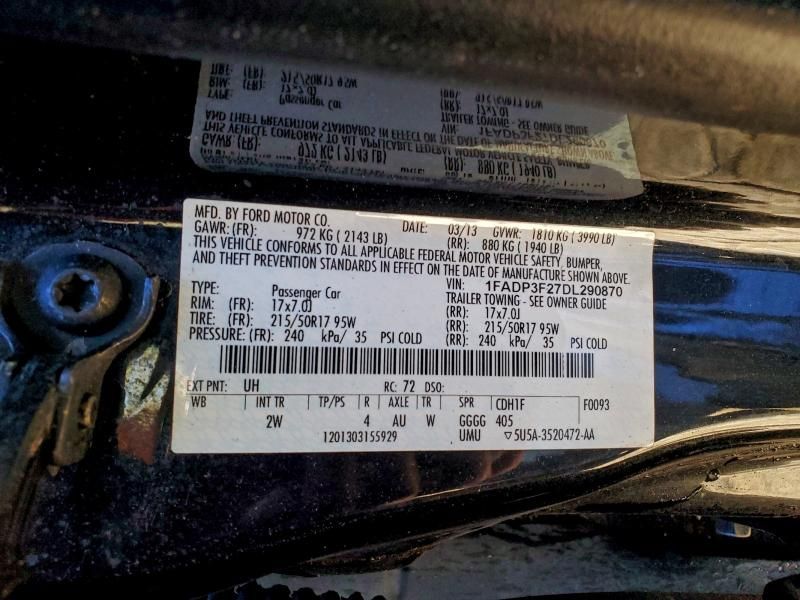 MFD. BY FORD MOTOR CO. DATE: 03/13 GVWR: 1810 KG ( 3990 LB)
GAWR: (FR) 972 KG ( 2143 LB) (RR) 880 KG ( 1940 LB)
THIS VEHICLE CONFORMS TO ALL APPLICABLE FEDERAL MOTOR VEHICLE SAFETY, BUMPER,
AND THEFT PREVENTION STANDARDS IN EFFECT ON THE DATE OF MANUFACTURE SHOWN ABOVE.
VIN: 1FADP3F27DL290870
TYPE: Passenger Car TRAILER TOWING - SEE OWNER GUIDE
RIM: (FR) 17x7.0J (RR) 17x7.0J
TIRE: (FR) 215/50R17 95W (RR) 215/50R17 95W
PRESSURE: (FR) 240 kPa/ 35 PSI COLD (RR) 240 kPa/ 35 PSI COLD
EXT PNT: UH RC: 72 DSO:
WB INT TR TP/PS R AXLE TR SPR CDH1F F0093
2W 4 AU W GGGG 405
1201303155929 UMU ▽5U5A-3520472-AA